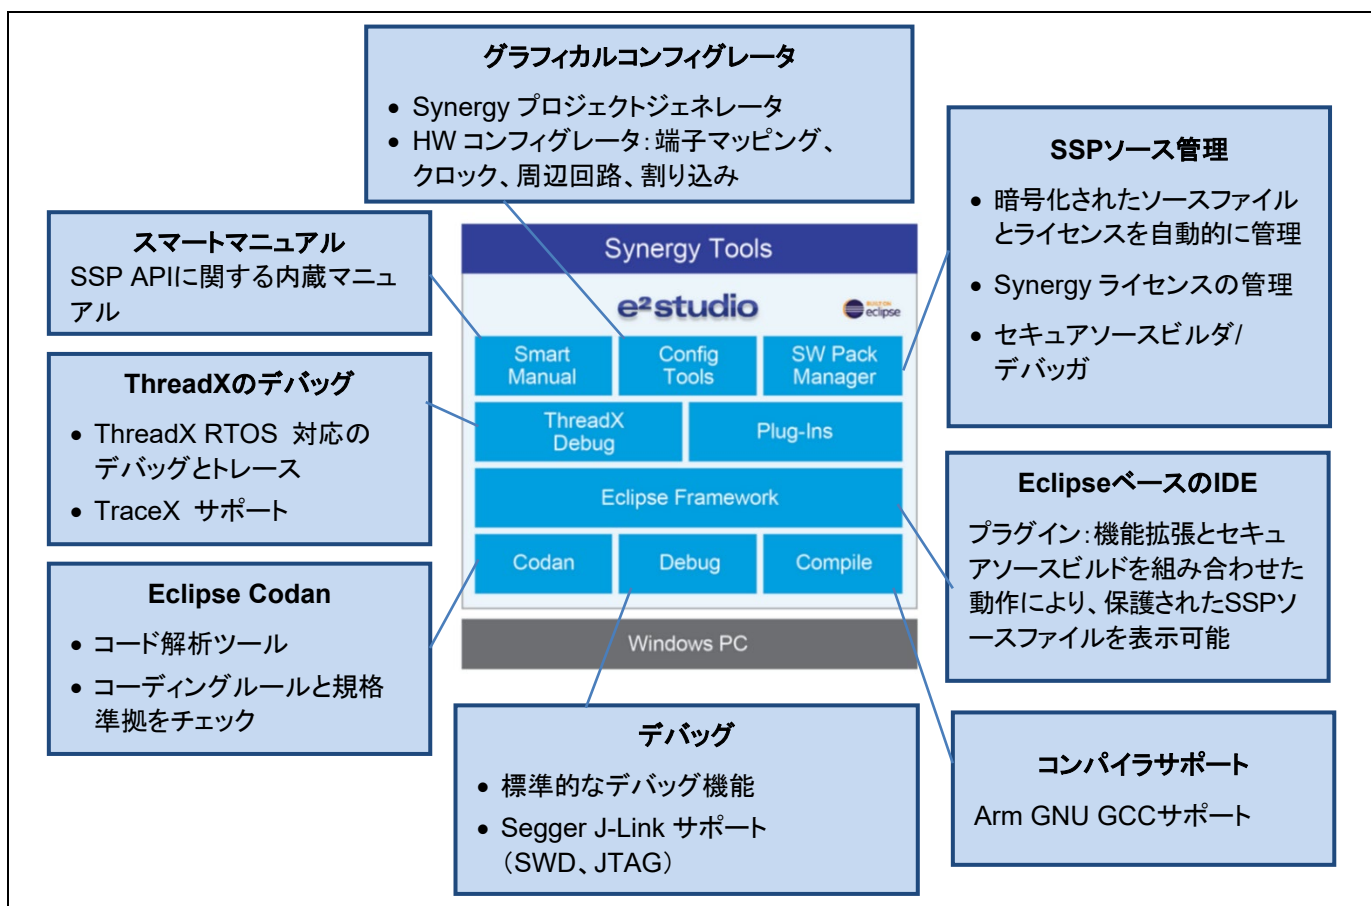 グラフィカルコンフィグレータ
• Synergy プロジェクトジェネレータ
• HW コンフィグレータ：端子マッピング、
クロック、周辺回路、割り込み
SSPソース管理
• 暗号化されたソースファイル
とライセンスを自動的に管理
• Synergy ライセンスの管理
• セキュアソースビルダ/
デバッガ
スマートマニュアル
SSP APIに関する内蔵マニュ
アル
ThreadXのデバッグ
• ThreadX RTOS 対応の
デバッグとトレース
• TraceX サポート
Eclipse Codan
• コード解析ツール
• コーディングルールと規格
準拠をチェック
Synergy Tools
e² studio
BUILT ON
eclipse
Smart
Manual
Config
Tools
SW Pack
Manager
ThreadX
Debug
Plug-Ins
Eclipse Framework
Codan
Debug
Compile
Windows PC
EclipseベースのIDE
プラグイン：機能拡張とセキュ
アソースビルドを組み合わせた
動作により、保護されたSSPソ
ースファイルを表示可能
デバッグ
• 標準的なデバッグ機能
• Segger J-Link サポート
（SWD、JTAG）
コンパイラサポート
Arm GNU GCCサポート